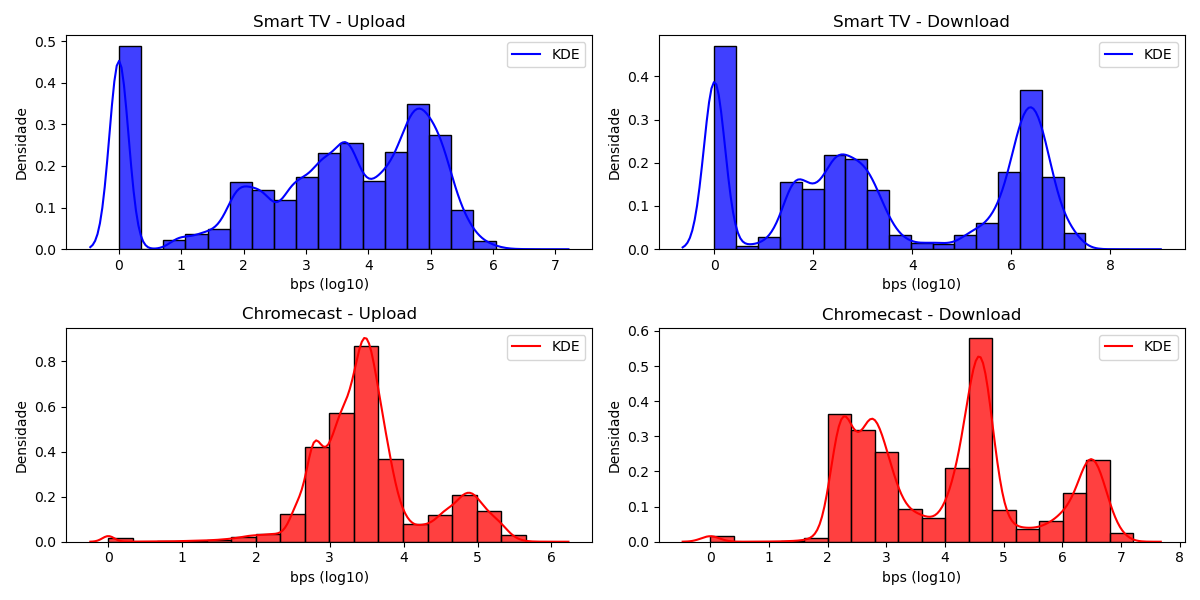 Smart TV - Upload
KDE
Densidade
0.5
0.4
0.3
0.2
0.1
0.0
0 1 2 3 4 5 6 7
bps (log10)
Smart TV - Download
KDE
Densidade
0.4
0.3
0.2
0.1
0.0
0 2 4 6 8
bps (log10)
Chromecast - Upload
KDE
Densidade
0.8
0.6
0.4
0.2
0.0
0 1 2 3 4 5 6
bps (log10)
Chromecast - Download
KDE
Densidade
0.6
0.5
0.4
0.3
0.2
0.1
0.0
0 1 2 3 4 5 6 7 8
bps (log10)